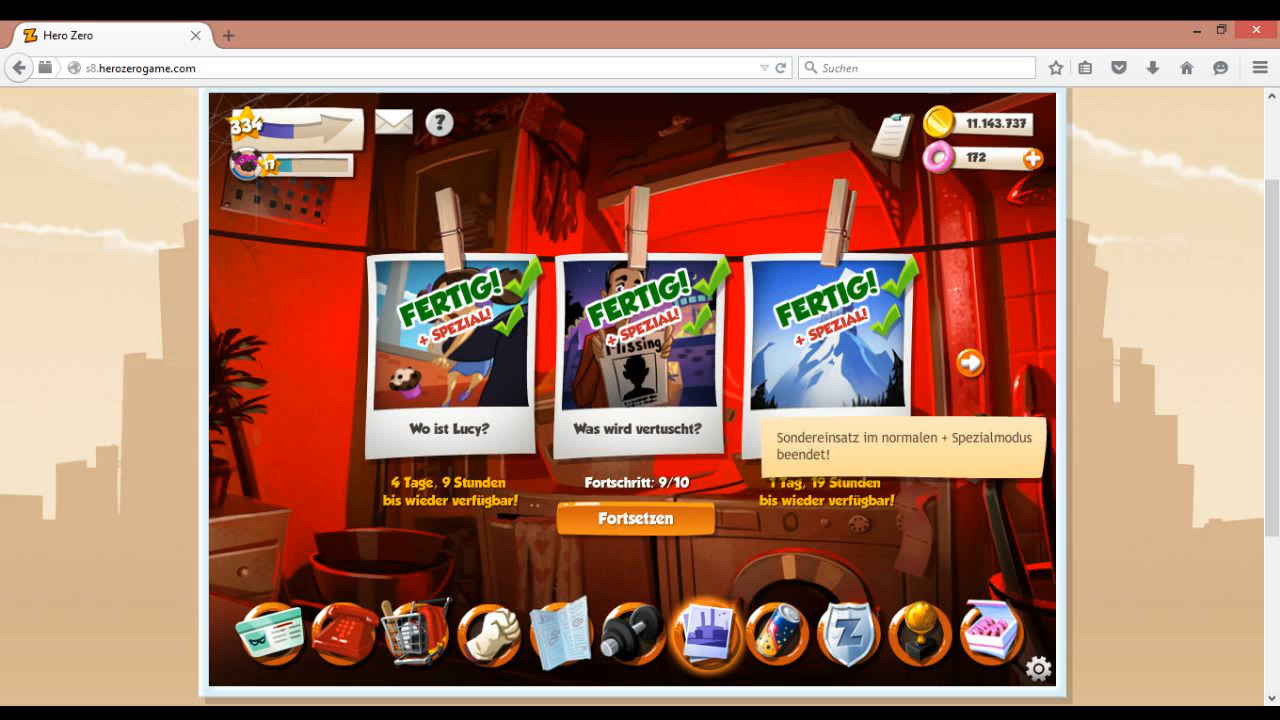 Hero Zero
s8.herozerogame.com
Suchen
334
?
11.143.737
17
172
FERTIG!
+ SPEZIAL!
FERTIG!
+ SPEZIAL!
Missing
FERTIG!
+ SPEZIAL!
Wo ist Lucy?
Was wird vertuscht?
Sondereinsatz im normalen + Spezialmodus
beendet!
4 Tage, 9 Stunden
bis wieder verfügbar!
Fortschritt: 9/10
1 Tag, 19 Stunden
bis wieder verfügbar!
Fortsetzen
Z